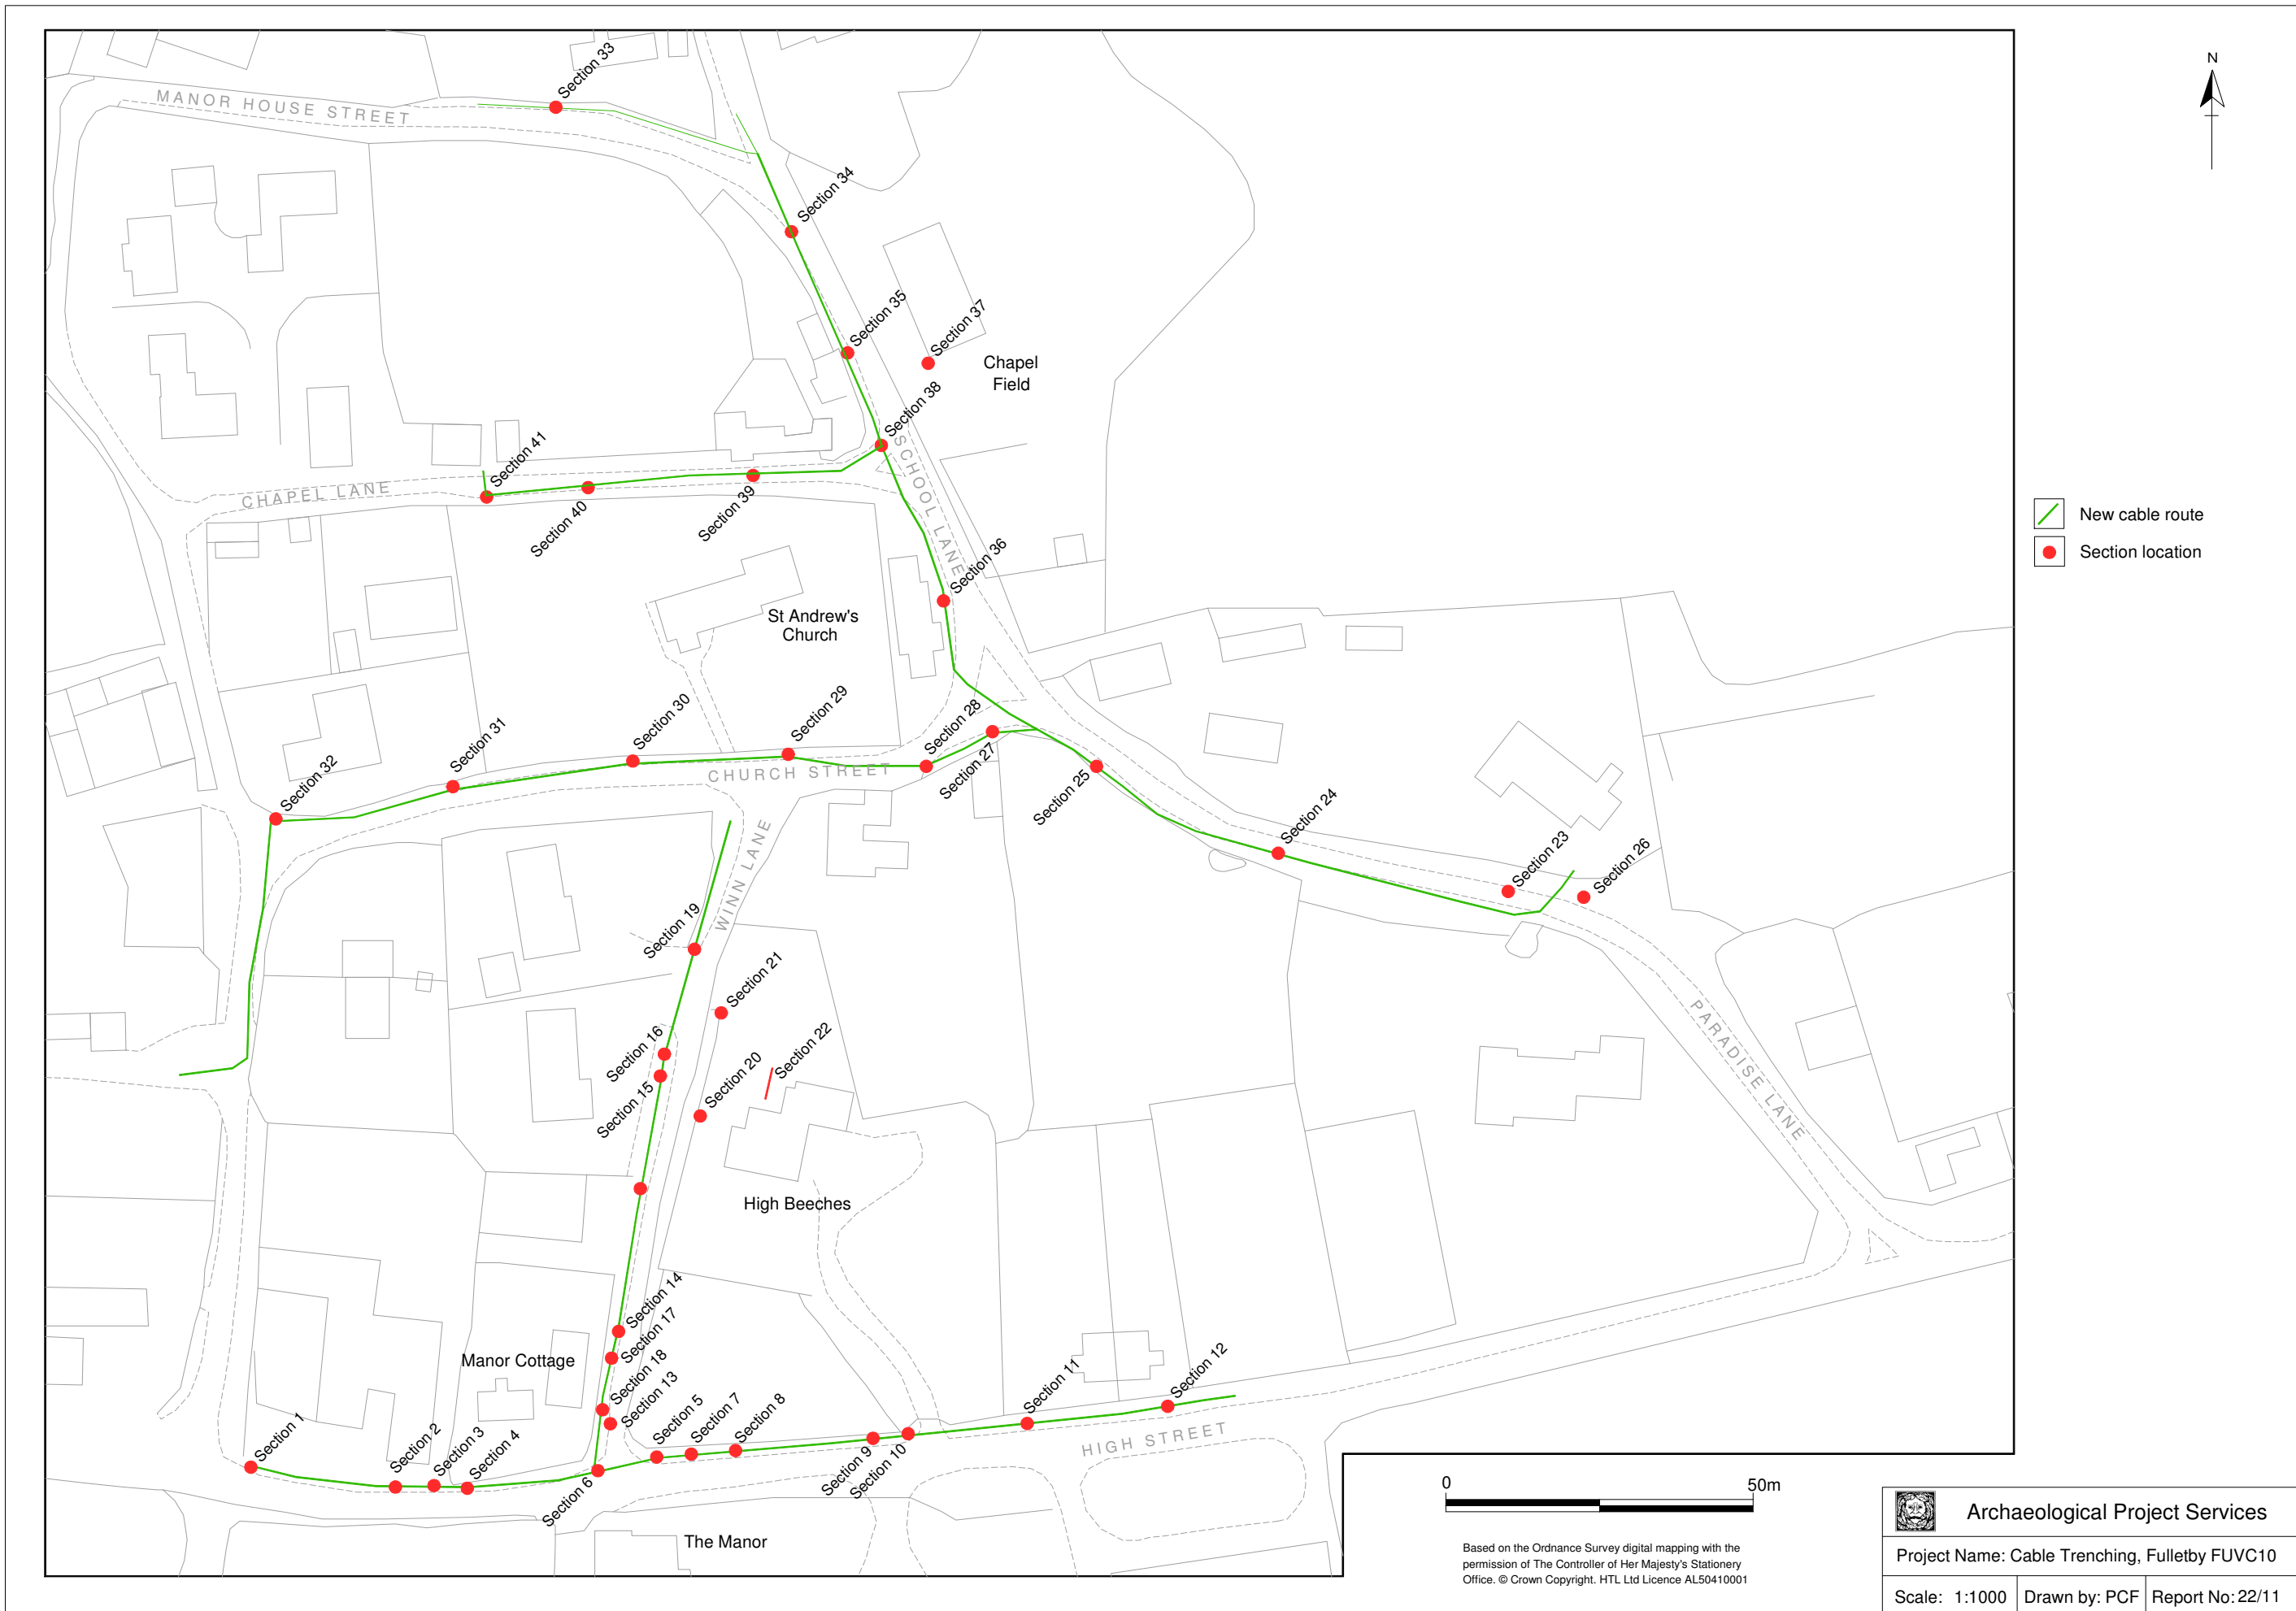 N
Section 33
MANOR HOUSE STREET
Section 34
Section 35
Section 37
Chapel
Field
Section 38
SCHOOL LANE
Section 41
CHAPEL LANE
Section 40
Section 39
New cable route
Section location
Section 36
St Andrew's
Church
Section 32
Section 31
Section 30
Section 29
Section 28
Section 27
CHURCH STREET
Section 25
Section 24
Section 23
Section 26
WINN LANE
Section 19
Section 21
Section 16
Section 22
Section 20
Section 15
PARADISE LANE
High Beeches
Section 14
Section 17
Manor Cottage
Section 18
Section 13
Section 5
Section 7
Section 8
Section 11
Section 12
Section 1
Section 2
Section 3
Section 4
Section 6
Section 9
Section 10
HIGH STREET
The Manor
0 50m
Based on the Ordnance Survey digital mapping with the
permission of The Controller of Her Majesty's Stationery
Office. © Crown Copyright. HTL Ltd Licence AL50410001
Archaeological Project Services
Project Name: Cable Trenching, Fulletby FUVC10
Scale: 1:1000 Drawn by: PCF Report No: 22/11